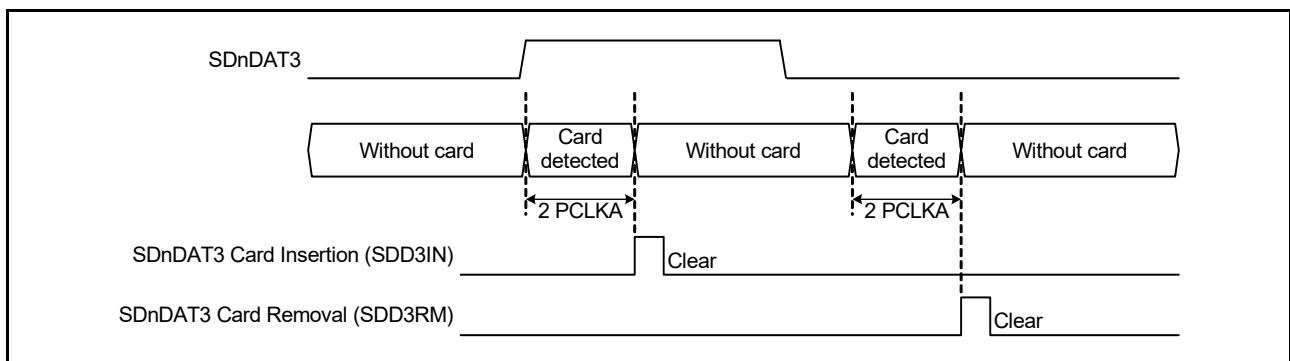 SDnDAT3
Without card
Card
detected
Without card
Card
detected
Without card
2 PCLKA
2 PCLKA
SDnDAT3 Card Insertion (SDD3IN)
Clear
SDnDAT3 Card Removal (SDD3RM)
Clear